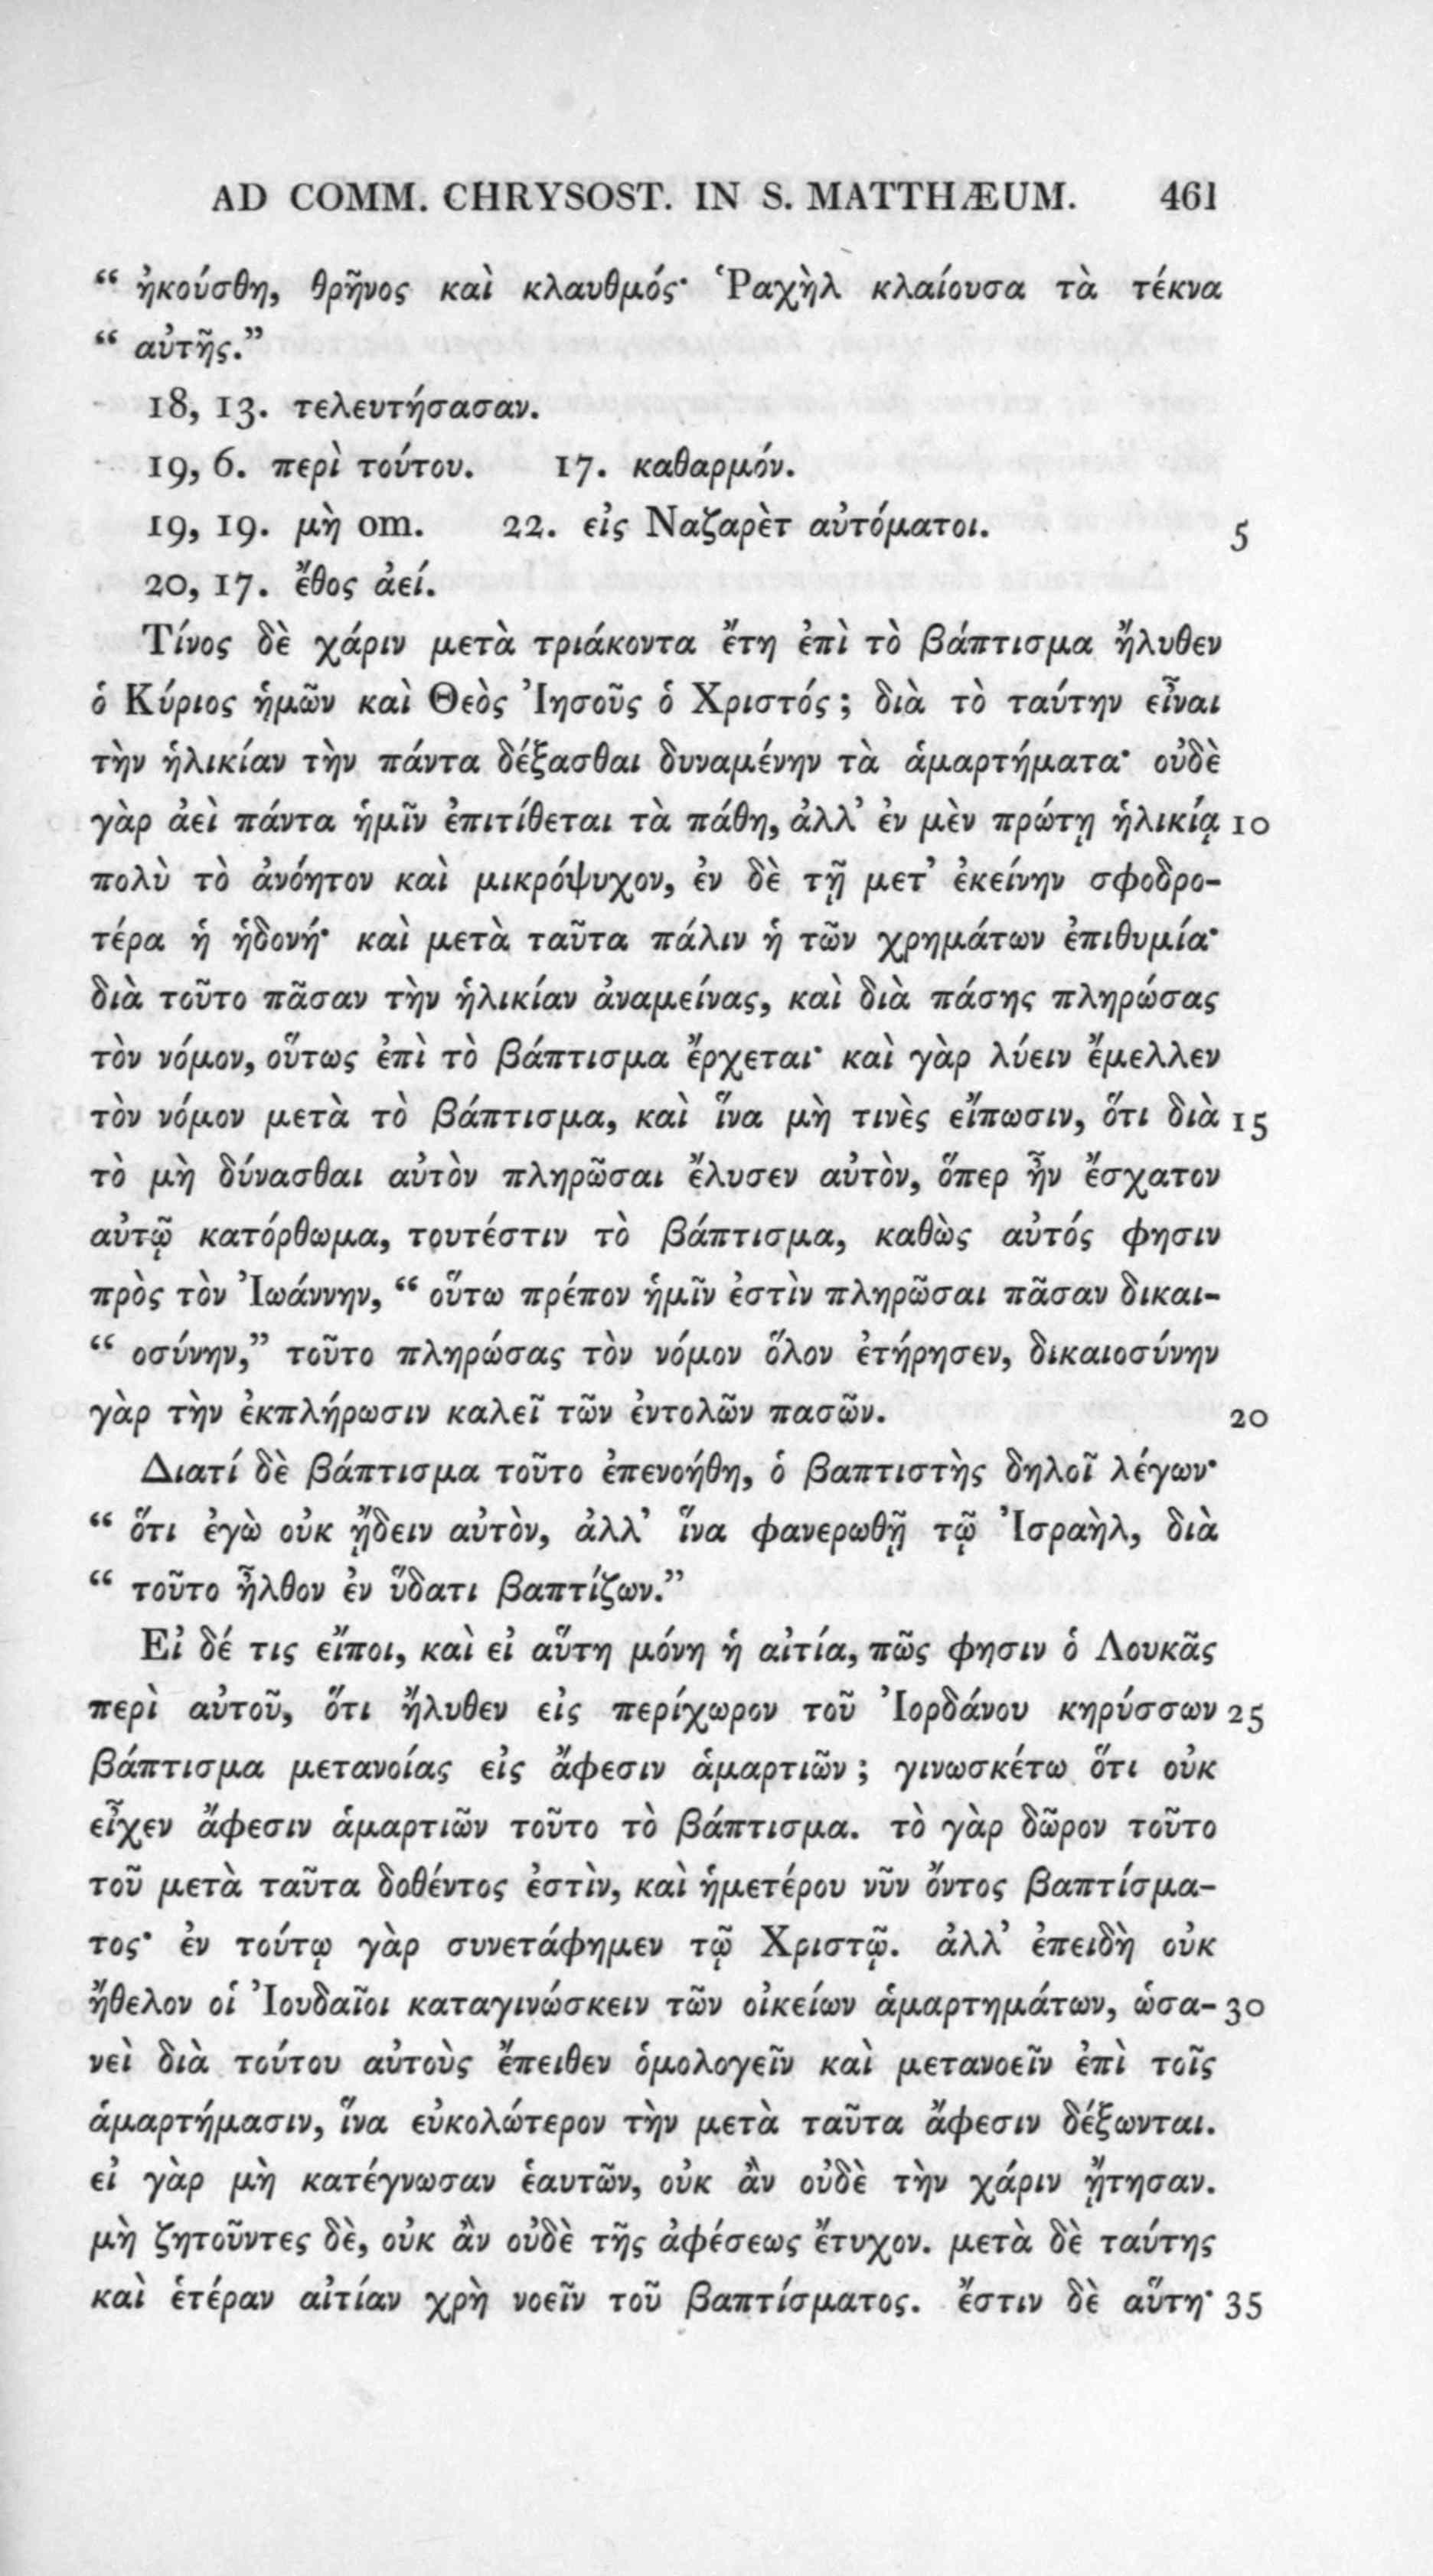 AD COMM. CHRYSOST. IN S. MATTHÆUM. 461
“ ἠκούσθη, θρῆνος καὶ κλαυθμός· Ῥαχὴλ κλαίουσα τὰ τέκνα
“ αὐτῆς.”
18, 13. τελευτήσασαν.
19, 6. περὶ τούτου. 17. καθαρμόν.
19, 19. μὴ om. 22. εἰς Ναζαρὲτ αὐτόματοι. 5
20, 17. ἔθος ἀεί.
Τίνος δὲ χάριν μετὰ τριάκοντα ἔτη ἐπὶ τὸ βάπτισμα ἤλυθεν
ὁ Κύριος ἡμῶν καὶ Θεὸς Ἰησοῦς ὁ Χριστός; διὰ τὸ ταύτην εἶναι
τὴν ἡλικίαν τὴν πάντα δέξασθαι δυναμένην τὰ ἁμαρτήματα· οὐδὲ
γὰρ ἀεὶ πάντα ἡμῖν ἐπιτίθεται τὰ πάθη, ἀλλ’ ἐν μὲν πρώτῃ ἡλικίᾳ 10
πολὺ τὸ ἀνόητον καὶ μικρόψυχον, ἐν δὲ τῇ μετ’ ἐκείνην σφοδρο-
τέρα ἡ ἡδονή· καὶ μετὰ ταῦτα πάλιν ἡ τῶν χρημάτων ἐπιθυμία·
διὰ τοῦτο πᾶσαν τὴν ἡλικίαν ἀναμείνας, καὶ διὰ πάσης πληρώσας
τὸν νόμον, οὕτως ἐπὶ τὸ βάπτισμα ἔρχεται· καὶ γὰρ λύειν ἔμελλεν
τὸν νόμον μετὰ τὸ βάπτισμα, καὶ ἵνα μὴ τινὲς εἴπωσιν, ὅτι διὰ 15
τὸ μὴ δύνασθαι αὐτὸν πληρῶσαι ἔλυσεν αὐτὸν, ὅπερ ἦν ἔσχατον
αὐτῷ κατόρθωμα, τουτέστιν τὸ βάπτισμα, καθὼς αὐτός φησιν
πρὸς τὸν Ἰωάννην, “ οὕτω πρέπον ἡμῖν ἐστὶν πληρῶσαι πᾶσαν δικαι-
“ οσύνην,” τοῦτο πληρώσας τὸν νόμον ὅλον ἐτήρησεν, δικαιοσύνην
γὰρ τὴν ἐκπλήρωσιν καλεῖ τῶν ἐντολῶν πασῶν. 20
Διατί δὲ βάπτισμα τοῦτο ἐπενοήθη, ὁ βαπτιστὴς δηλοῖ λέγων·
“ ὅτι ἐγὼ οὐκ ᾔδειν αὐτὸν, ἀλλ’ ἵνα φανερωθῇ τῷ Ἰσραὴλ, διὰ
“ τοῦτο ἦλθον ἐν ὕδατι βαπτίζων.”
Εἰ δέ τις εἴποι, καὶ εἰ αὕτη μόνη ἡ αἰτία, πῶς φησιν ὁ Λουκᾶς
περὶ αὐτοῦ, ὅτι ἤλυθεν εἰς περίχωρον τοῦ Ἰορδάνου κηρύσσων 25
βάπτισμα μετανοίας εἰς ἄφεσιν ἁμαρτιῶν; γινωσκέτω ὅτι οὐκ
εἶχεν ἄφεσιν ἁμαρτιῶν τοῦτο τὸ βάπτισμα. τὸ γὰρ δῶρον τοῦτο
τοῦ μετὰ ταῦτα δοθέντος ἐστὶν, καὶ ἡμετέρου νῦν ὄντος βαπτίσμα-
τος· ἐν τούτῳ γὰρ συνετάφημεν τῷ Χριστῷ. ἀλλ’ ἐπειδὴ οὐκ
ἤθελον οἱ Ἰουδαῖοι καταγινώσκειν τῶν οἰκείων ἁμαρτημάτων, ὡσα- 30
νεὶ διὰ τούτου αὐτοὺς ἔπειθεν ὁμολογεῖν καὶ μετανοεῖν ἐπὶ τοῖς
ἁμαρτήμασιν, ἵνα εὐκολώτερον τὴν μετὰ ταῦτα ἄφεσιν δέξωνται.
εἰ γὰρ μὴ κατέγνωσαν ἑαυτῶν, οὐκ ἂν οὐδὲ τὴν χάριν ᾔτησαν.
μὴ ζητοῦντες δὲ, οὐκ ἂν οὐδὲ τῆς ἀφέσεως ἔτυχον. μετὰ δὲ ταύτης
καὶ ἑτέραν αἰτίαν χρὴ νοεῖν τοῦ βαπτίσματος. ἔστιν δὲ αὕτη· 35